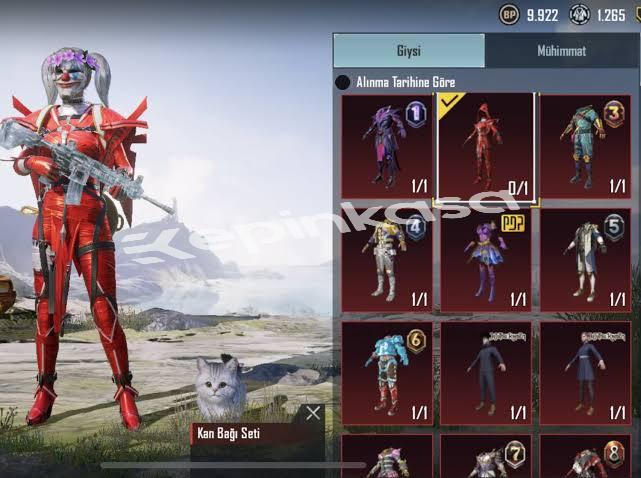 BP 9.922 1.265
Giysi Mühimmat
Alınma Tarihine Göre
1 3
1/1 0/1 1/1
epinkasa
4 PDP 5
1/1 1/1 1/1
6
1/1 1/1 1/1
Kan Bağı Seti
7 8